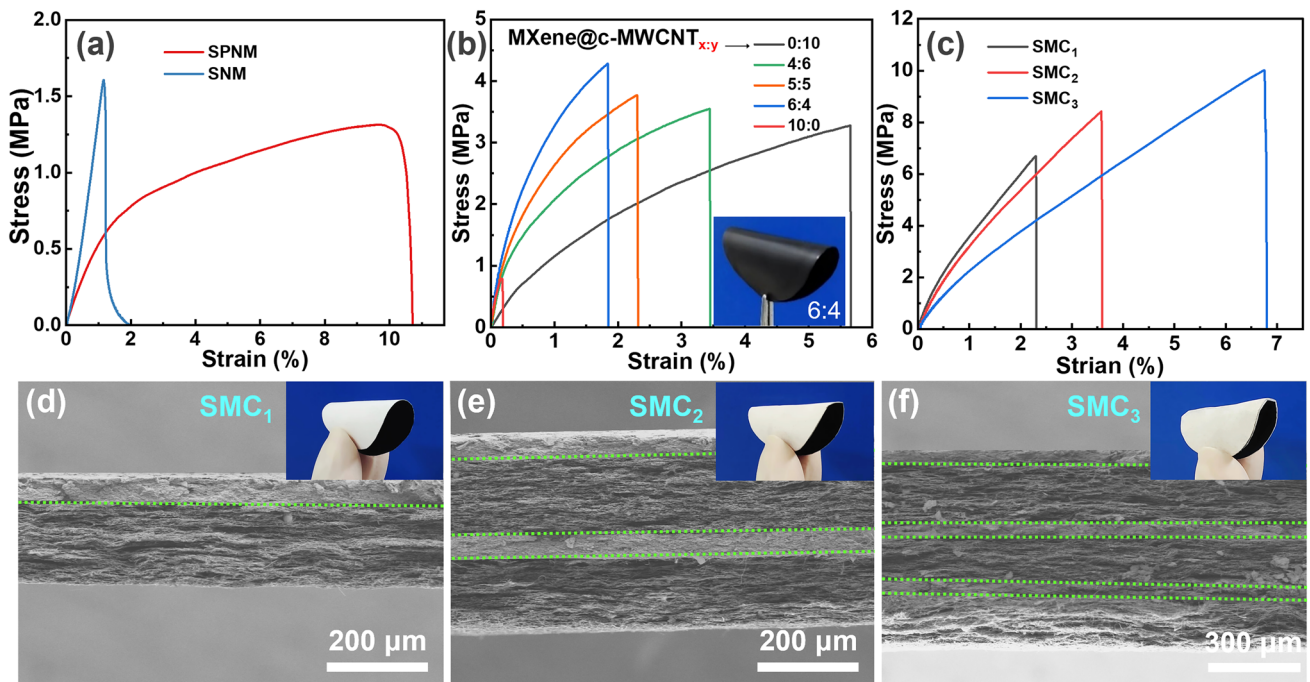 (a)
2.0
1.5
1.0
0.5
0.0
Stress (MPa)
SPNM
SNM
0 2 4 6 8 10
Strain (%)
(b)
5
4
3
2
1
0
Stress (MPa)
MXene@c-MWCNTx:y
0:10
4:6
5:5
6:4
10:0
6:4
0 1 2 3 4 5 6
Strain (%)
(c)
12
10
8
6
4
2
0
Stress (MPa)
SMC1
SMC2
SMC3
0 1 2 3 4 5 6 7
Strian (%)
(d)
SMC1
200 μm
(e)
SMC2
200 μm
(f)
SMC3
300 μm